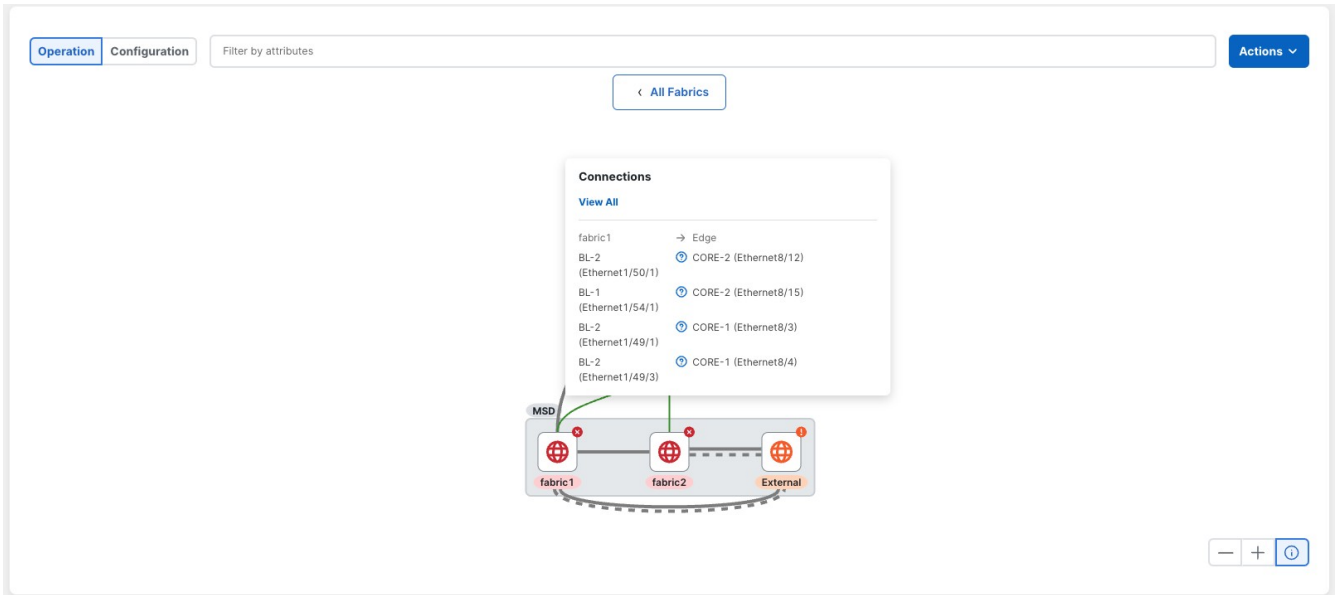 Operation Configuration Filter by attributes Actions
All Fabrics
Connections
View All
fabric1 → Edge
BL-2 CORE-2 (Ethernet8/12)
(Ethernet1/50/1)
BL-1 CORE-2 (Ethernet8/15)
(Ethernet1/54/1)
BL-2 CORE-1 (Ethernet8/3)
(Ethernet1/49/1)
BL-2 CORE-1 (Ethernet8/4)
(Ethernet1/49/3)
MSD
fabric1 fabric2 External